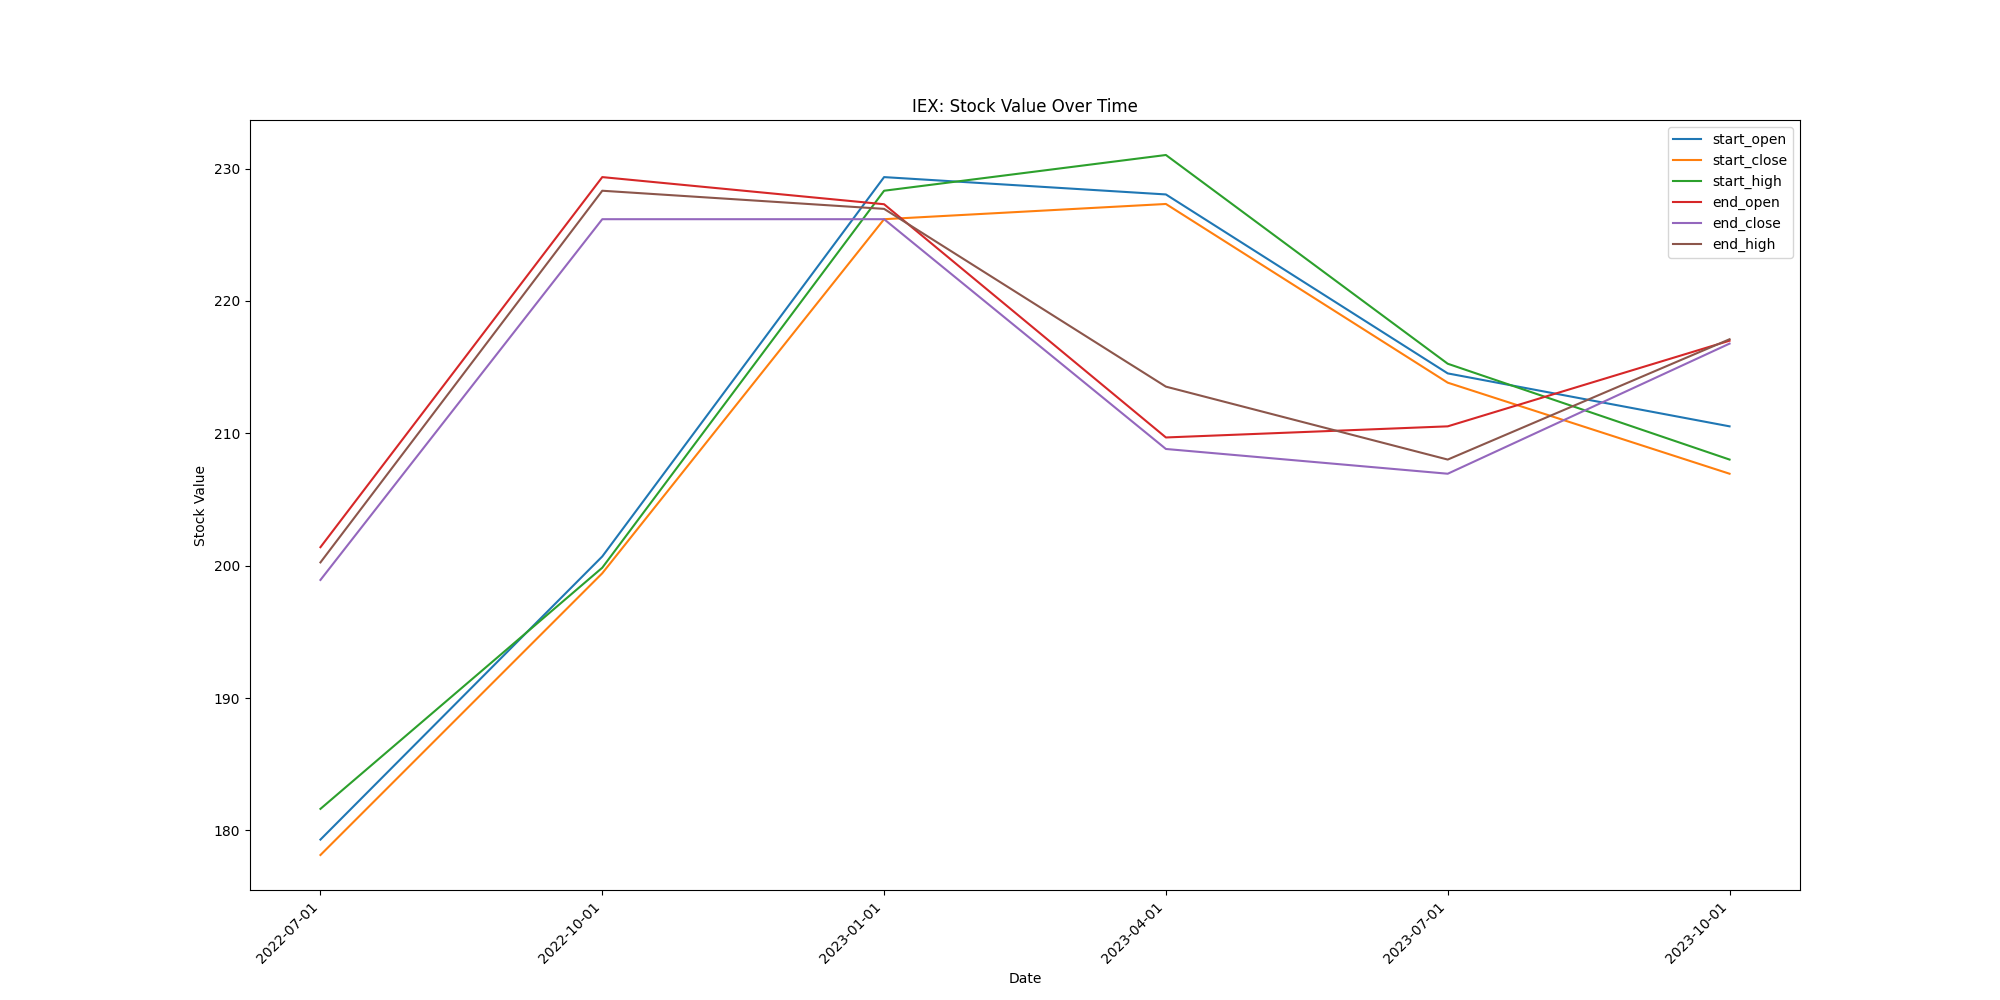 IEX: Stock Value Over Time
start_open
start_close
start_high
end_open
end_close
end_high
230
220
210
200
190
180
Stock Value
2022-07-01
2022-10-01
2023-01-01
2023-04-01
2023-07-01
2023-10-01
Date